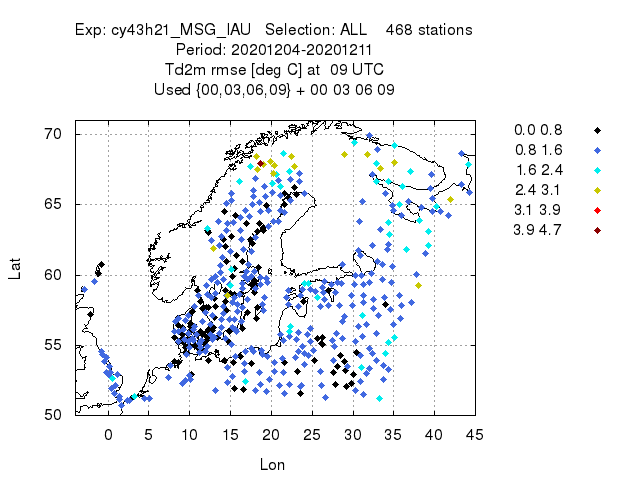 Exp: cy43h21_MSG_IAU   Selection: ALL    468 stations
Period: 20201204-20201211
Td2m rmse [deg C] at  09 UTC
Used {00,03,06,09} + 00 03 06 09
70
65
60
55
50
Lat
0 5 10 15 20 25 30 35 40 45
Lon
0.0 0.8
0.8 1.6
1.6 2.4
2.4 3.1
3.1 3.9
3.9 4.7